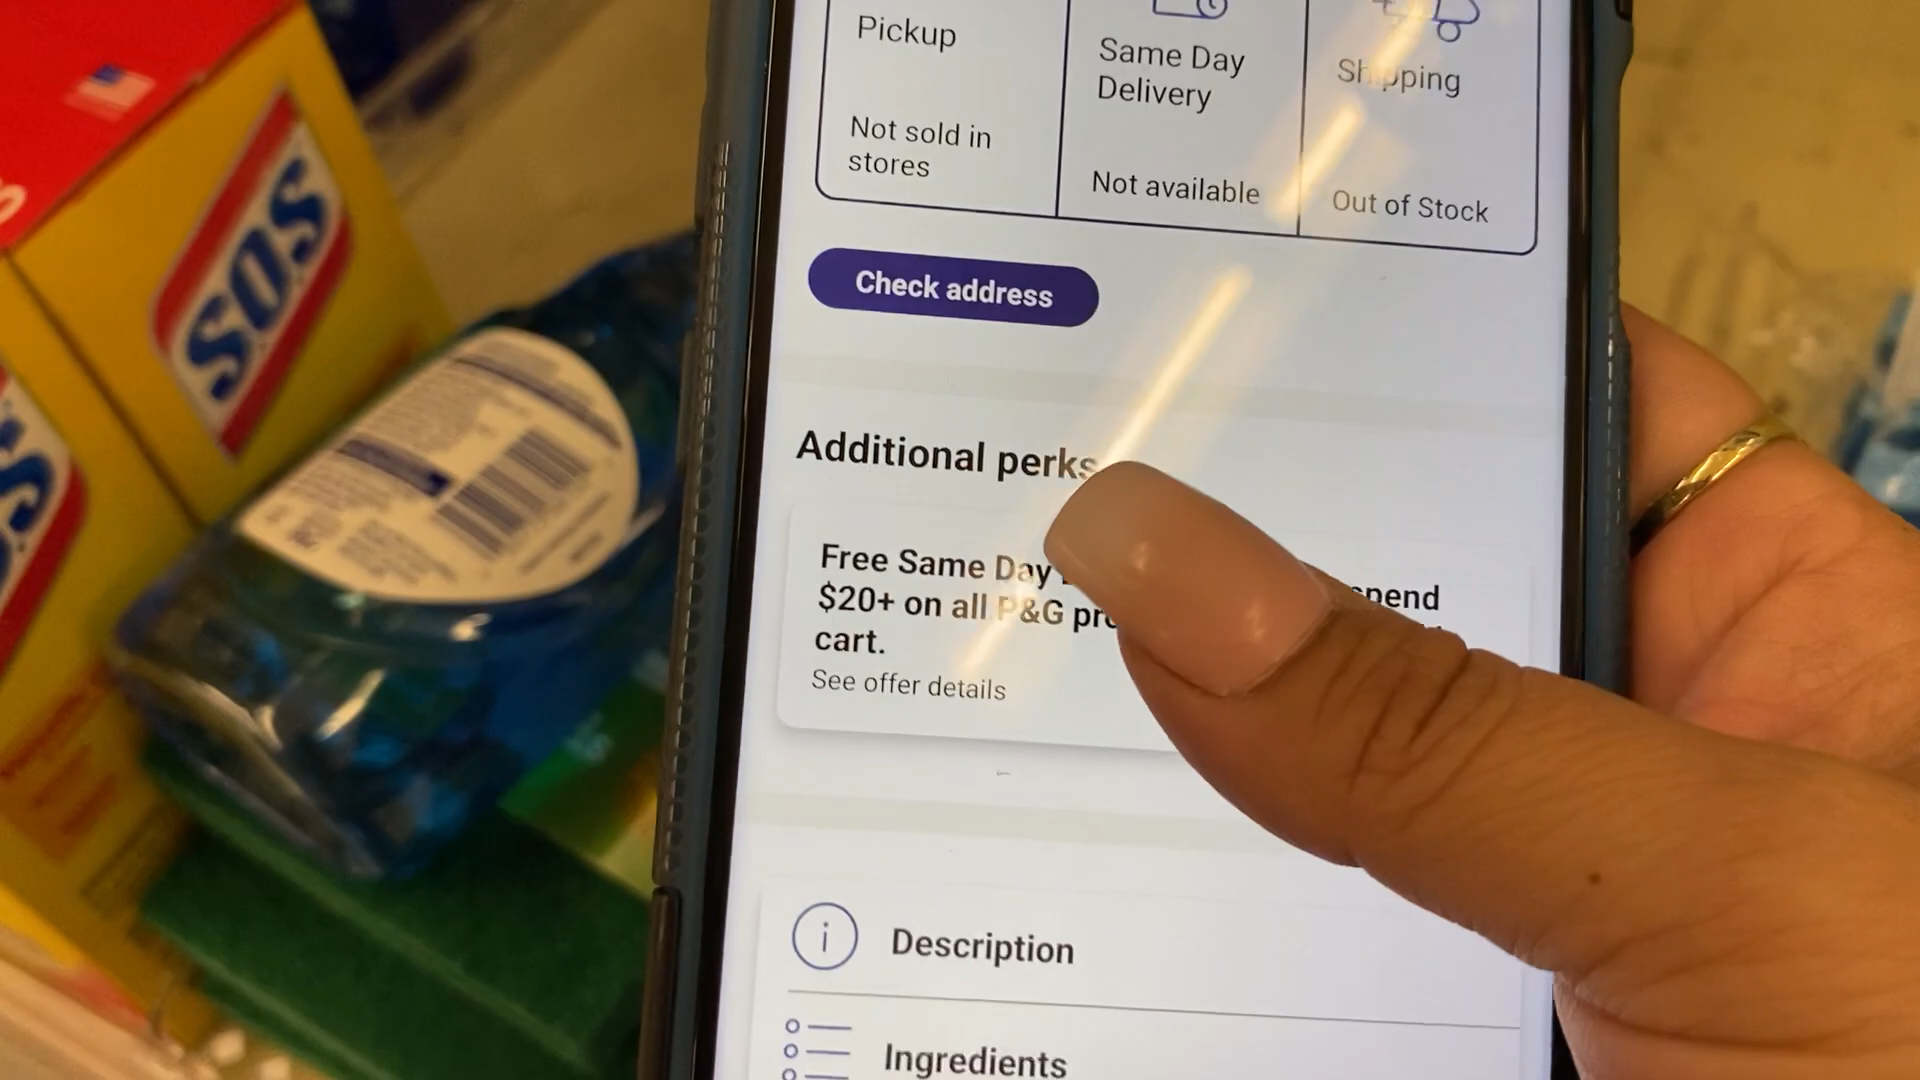 Pickup
Not sold in
stores
Same Day
Delivery
Not available
Shipping
Out of Stock
Check address
Additional perks
Free Same Day spend
$20+ on all P&G
cart.
See offer details
Description
Ingredients
SOS